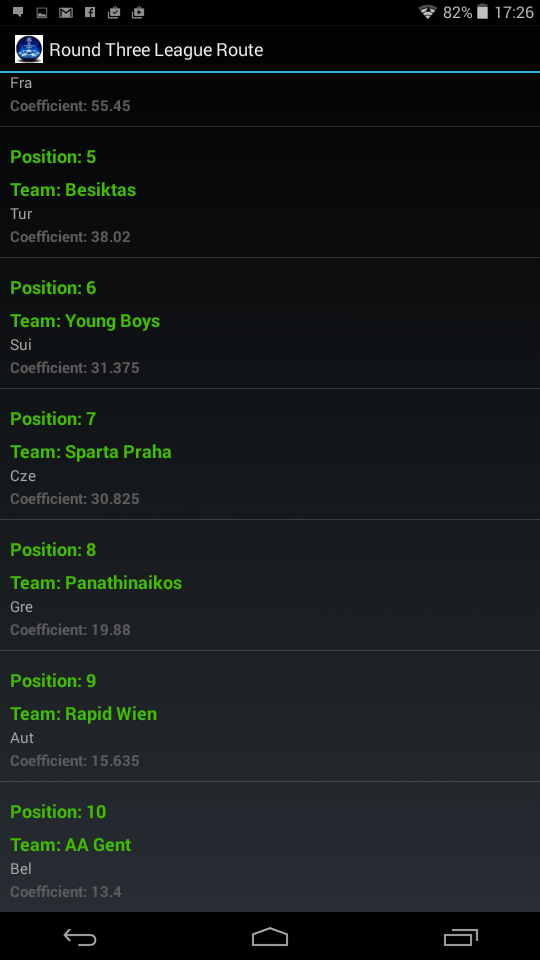 82% 17:26
Round Three League Route
Fra
Coefficient: 55.45
Position: 5
Team: Besiktas
Tur
Coefficient: 38.02
Position: 6
Team: Young Boys
Sui
Coefficient: 31.375
Position: 7
Team: Sparta Praha
Cze
Coefficient: 30.825
Position: 8
Team: Panathinaikos
Gre
Coefficient: 19.88
Position: 9
Team: Rapid Wien
Aut
Coefficient: 15.635
Position: 10
Team: AA Gent
Bel
Coefficient: 13.4